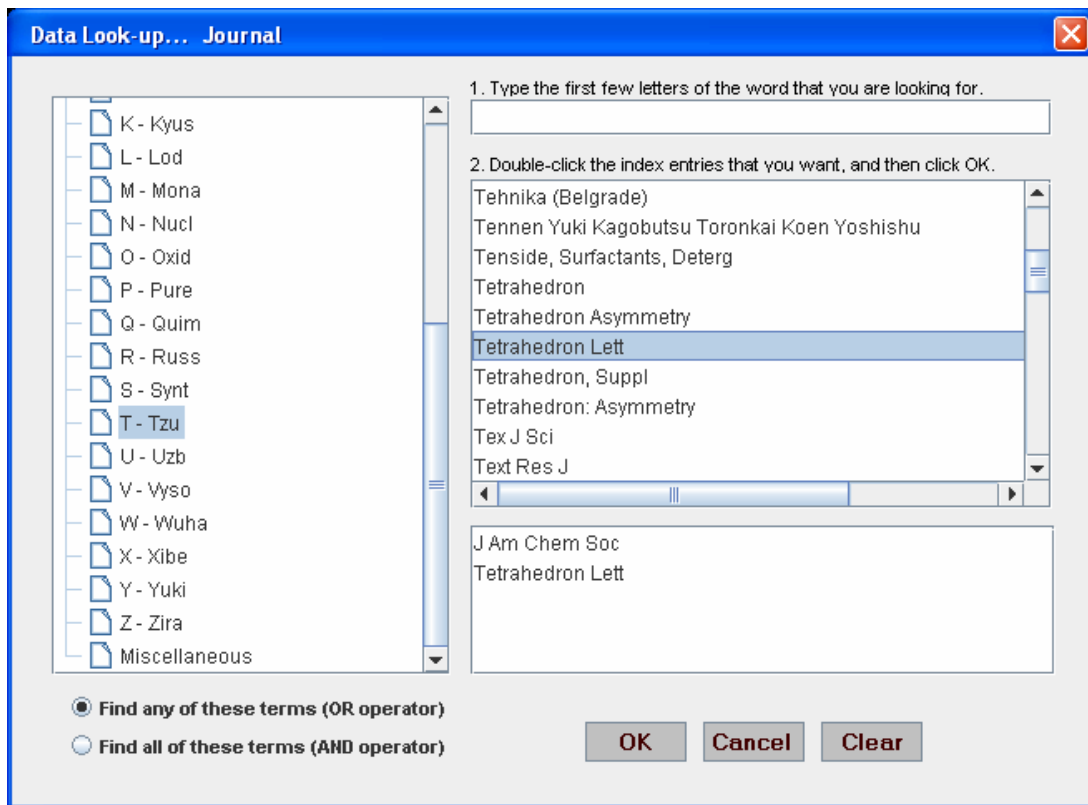 Data Look-up... Journal
K - Kyus
L - Lod
M - Mona
N - Nucl
O - Oxid
P - Pure
Q - Quim
R - Russ
S - Synt
T - Tzu
U - Uzb
V - Vyso
W - Wuha
X - Xibe
Y - Yuki
Z - Zira
Miscellaneous
Find any of these terms (OR operator)
Find all of these terms (AND operator)
1. Type the first few letters of the word that you are looking for.
2. Double-click the index entries that you want, and then click OK.
Tehnika (Belgrade)
Tennen Yuki Kagobutsu Toronkai Koen Yoshishu
Tenside, Surfactants, Deterg
Tetrahedron
Tetrahedron Asymmetry
Tetrahedron Lett
Tetrahedron, Suppl
Tetrahedron: Asymmetry
Tex J Sci
Text Res J
J Am Chem Soc
Tetrahedron Lett
OK
Cancel
Clear